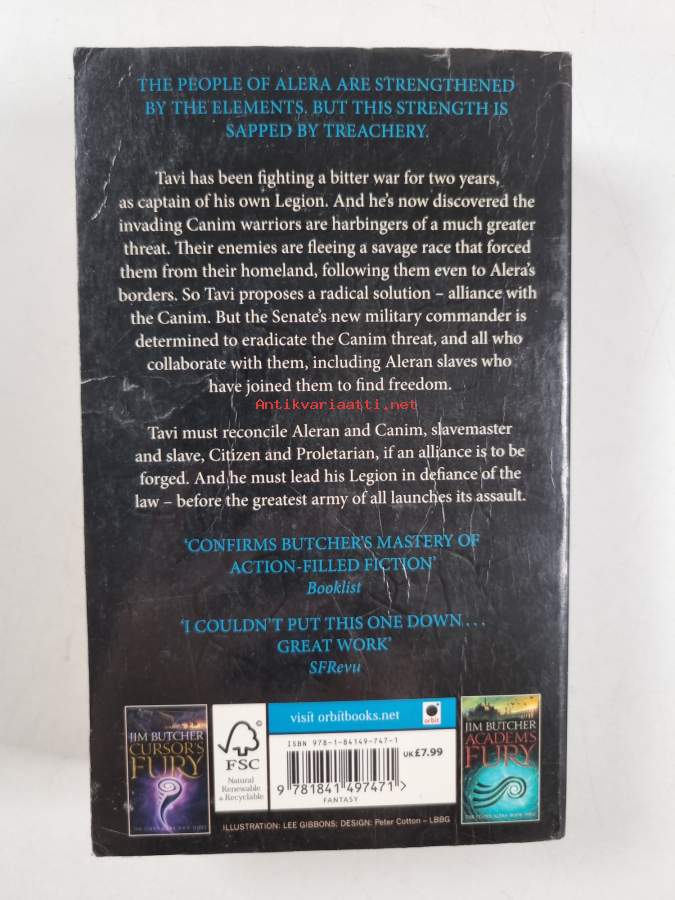 THE PEOPLE OF ALERA ARE STRENGTHENED
BY THE ELEMENTS. BUT THIS STRENGTH IS
SAPPED BY TREACHERY.
Tavi has been fighting a bitter war for two years,
as captain of his own Legion. And he's now discovered the
invading Canim warriors are harbingers of a much greater
threat. Their enemies are fleeing a savage race that forced
them from their homeland, following them even to Alera's
borders. So Tavi proposes a radical solution – alliance with
the Canim. But the Senate's new military commander is
determined to eradicate the Canim threat, and all who
collaborate with them, including Aleran slaves who
have joined them to find freedom.
Antikvariaatti.net
Tavi must reconcile Aleran and Canim, slavemaster
and slave, Citizen and Proletarian, if an alliance is to be
forged. And he must lead his Legion in defiance of the
law – before the greatest army of all launches its assault.
'CONFIRMS BUTCHER'S MASTERY OF
ACTION-FILLED FICTION'
Booklist
'I COULDN'T PUT THIS ONE DOWN...
GREAT WORK'
SFRevu
JIM BUTCHER
CURSOR'S
FURY
THE CODEX ALERA: BOOK THREE
FSC
Natural
Renewable
& Recyclable
visit orbitbooks.net
orbit
ISBN 978-1-84149-747-1
UK £7.99
9 781841 497471 >
FANTASY
JIM BUTCHER
ACADEM'S
FURY
THE CODEX ALERA: BOOK TWO
ILLUSTRATION: LEE GIBBONS; DESIGN: Peter Cotton – LBBG